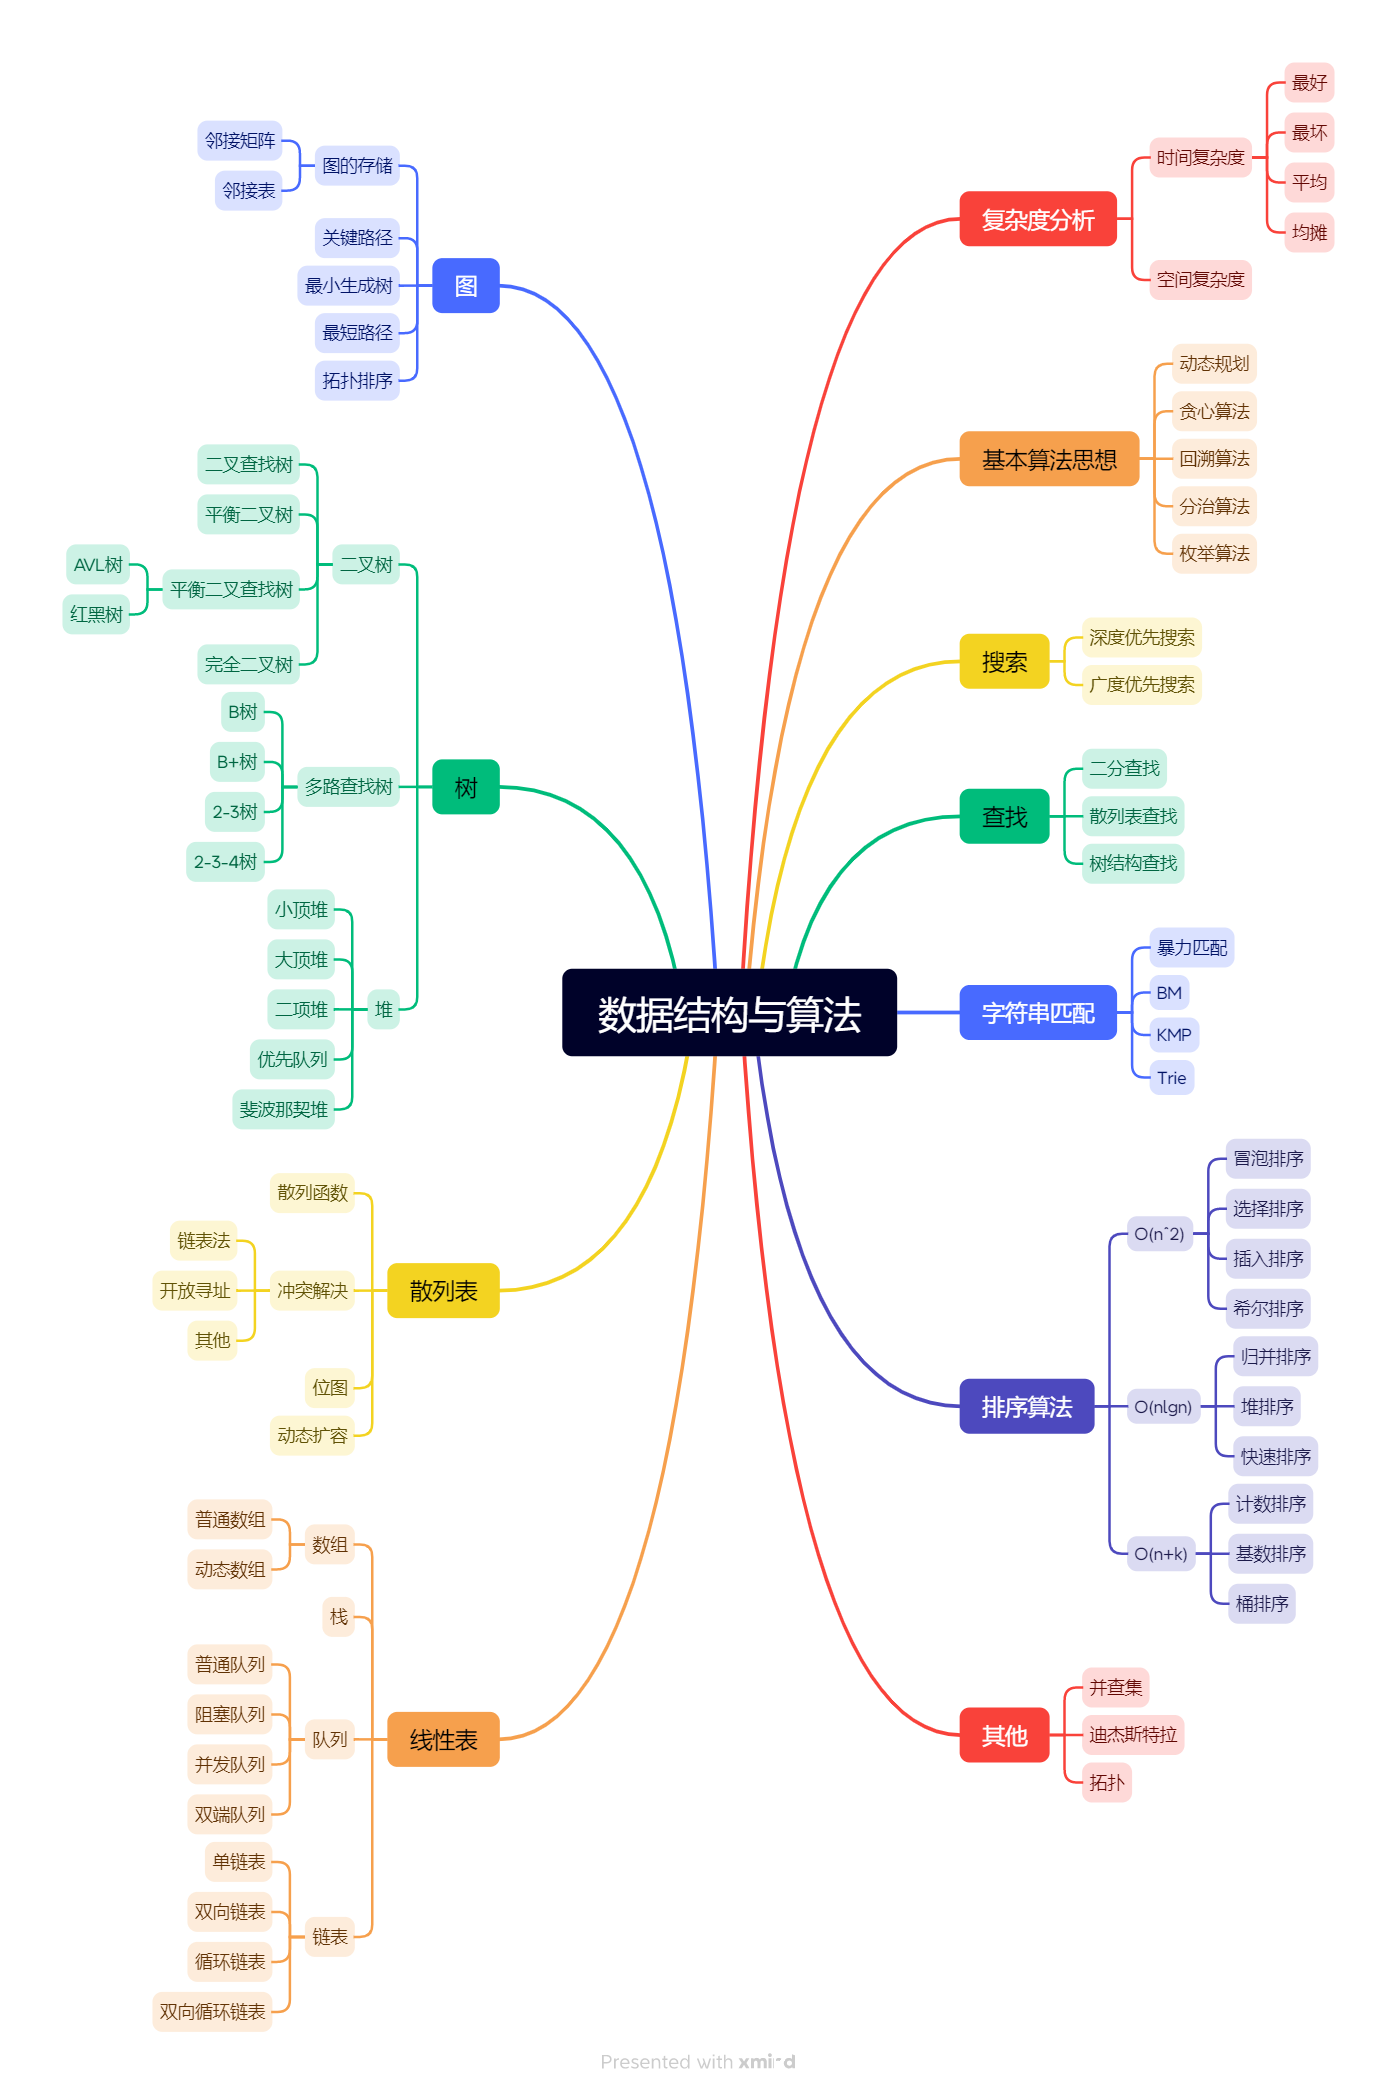 数据结构与算法
复杂度分析
时间复杂度
最好
最坏
平均
均摊
空间复杂度
基本算法思想
动态规划
贪心算法
回溯算法
分治算法
枚举算法
搜索
深度优先搜索
广度优先搜索
查找
二分查找
散列表查找
树结构查找
字符串匹配
暴力匹配
BM
KMP
Trie
排序算法
O(n^2)
冒泡排序
选择排序
插入排序
希尔排序
O(nlgn)
归并排序
堆排序
快速排序
O(n+k)
计数排序
基数排序
桶排序
其他
并查集
迪杰斯特拉
拓扑
图
图的存储
邻接矩阵
邻接表
关键路径
最小生成树
最短路径
拓扑排序
树
二叉树
二叉查找树
平衡二叉树
平衡二叉查找树
AVL树
红黑树
完全二叉树
多路查找树
B树
B+树
2-3树
2-3-4树
堆
小顶堆
大顶堆
二项堆
优先队列
斐波那契堆
散列表
散列函数
冲突解决
链表法
开放寻址
其他
位图
动态扩容
线性表
数组
普通数组
动态数组
栈
队列
普通队列
阻塞队列
并发队列
双端队列
链表
单链表
双向链表
循环链表
双向循环链表
Presented with xmind